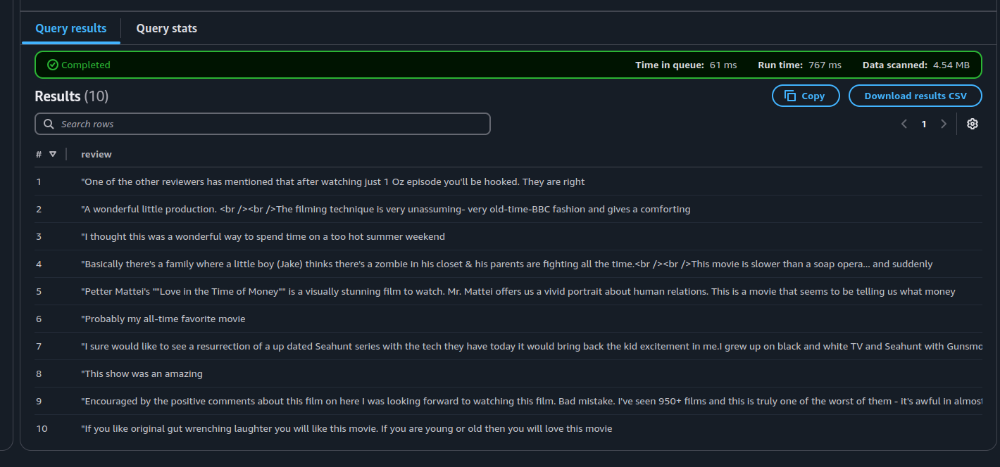 Query results Query stats
Completed Time in queue: 61 ms Run time: 767 ms Data scanned: 4.54 MB
Results (10) Copy Download results CSV
Search rows 1
# review
1 "One of the other reviewers has mentioned that after watching just 1 Oz episode you'll be hooked. They are right
2 "A wonderful little production. <br /><br />The filming technique is very unassuming- very old-time-BBC fashion and gives a comforting
3 "I thought this was a wonderful way to spend time on a too hot summer weekend
4 "Basically there's a family where a little boy (Jake) thinks there's a zombie in his closet & his parents are fighting all the time.<br /><br />This movie is slower than a soap opera... and suddenly
5 "Petter Mattei's ""Love in the Time of Money"" is a visually stunning film to watch. Mr. Mattei offers us a vivid portrait about human relations. This is a movie that seems to be telling us what money
6 "Probably my all-time favorite movie
7 "I sure would like to see a resurrection of a up dated Seahunt series with the tech they have today it would bring back the kid excitement in me.I grew up on black and white TV and Seahunt with Gunsmo
8 "This show was an amazing
9 "Encouraged by the positive comments about this film on here I was looking forward to watching this film. Bad mistake. I've seen 950+ films and this is truly one of the worst of them - it's awful in almost
10 "If you like original gut wrenching laughter you will like this movie. If you are young or old then you will love this movie